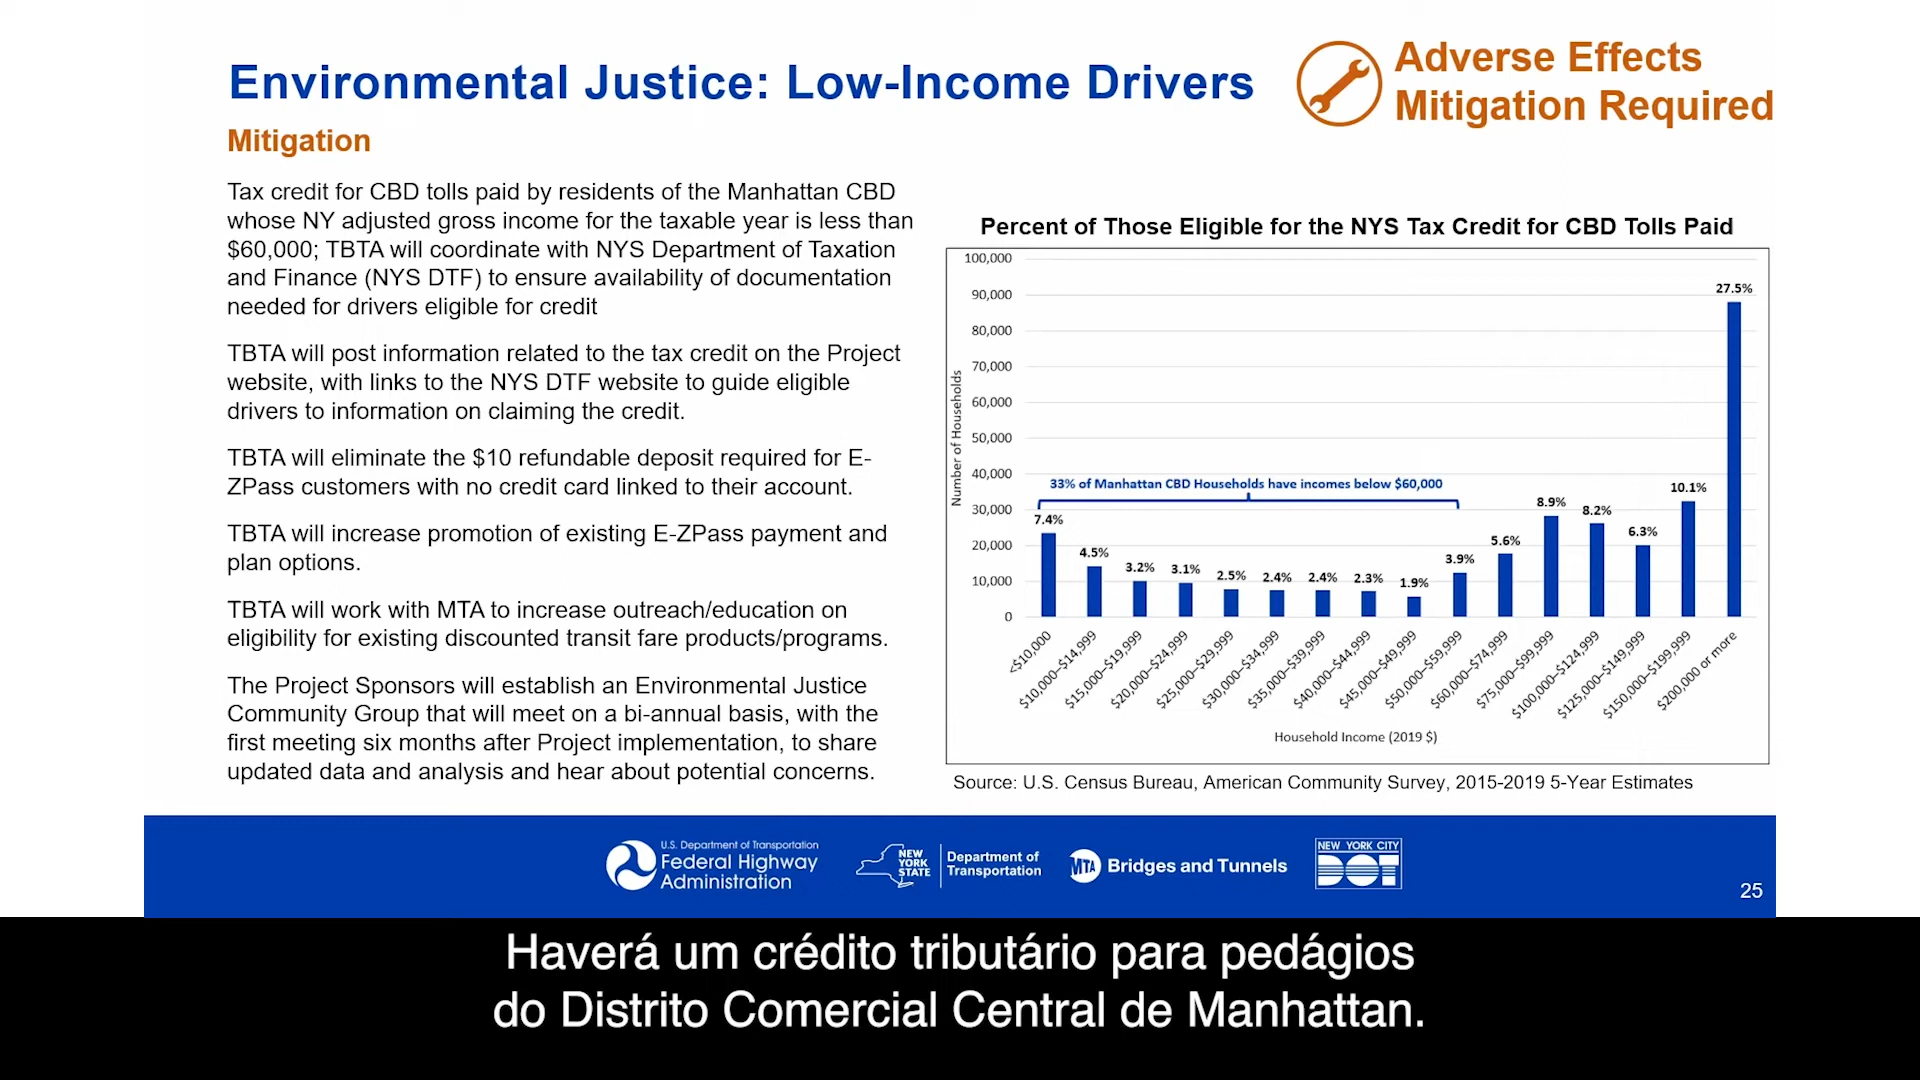 Environmental Justice: Low-Income Drivers
Adverse Effects
Mitigation Required
Mitigation
Tax credit for CBD tolls paid by residents of the Manhattan CBD
whose NY adjusted gross income for the taxable year is less than
$60,000; TBTA will coordinate with NYS Department of Taxation
and Finance (NYS DTF) to ensure availability of documentation
needed for drivers eligible for credit
TBTA will post information related to the tax credit on the Project
website, with links to the NYS DTF website to guide eligible
drivers to information on claiming the credit.
TBTA will eliminate the $10 refundable deposit required for E-
ZPass customers with no credit card linked to their account.
TBTA will increase promotion of existing E-ZPass payment and
plan options.
TBTA will work with MTA to increase outreach/education on
eligibility for existing discounted transit fare products/programs.
The Project Sponsors will establish an Environmental Justice
Community Group that will meet on a bi-annual basis, with the
first meeting six months after Project implementation, to share
updated data and analysis and hear about potential concerns.
Percent of Those Eligible for the NYS Tax Credit for CBD Tolls Paid
Number of Households
100,000
90,000
80,000
70,000
60,000
50,000
40,000
30,000
20,000
10,000
0
33% of Manhattan CBD Households have incomes below $60,000
7.4%
4.5%
3.2%
3.1%
2.5%
2.4%
2.4%
2.3%
1.9%
3.9%
5.6%
8.9%
8.2%
6.3%
10.1%
27.5%
<$10,000
$10,000–$14,999
$15,000–$19,999
$20,000–$24,999
$25,000–$29,999
$30,000–$34,999
$35,000–$39,999
$40,000–$44,999
$45,000–$49,999
$50,000–$59,999
$60,000–$74,999
$75,000–$99,999
$100,000–$124,999
$125,000–$149,999
$150,000–$199,999
$200,000 or more
Household Income (2019 $)
Source: U.S. Census Bureau, American Community Survey, 2015-2019 5-Year Estimates
U.S. Department of Transportation
Federal Highway
Administration
NEW
YORK
STATE
Department of
Transportation
MTA
Bridges and Tunnels
NEW YORK CITY
DOT
25
Haverá um crédito tributário para pedágios
do Distrito Comercial Central de Manhattan.